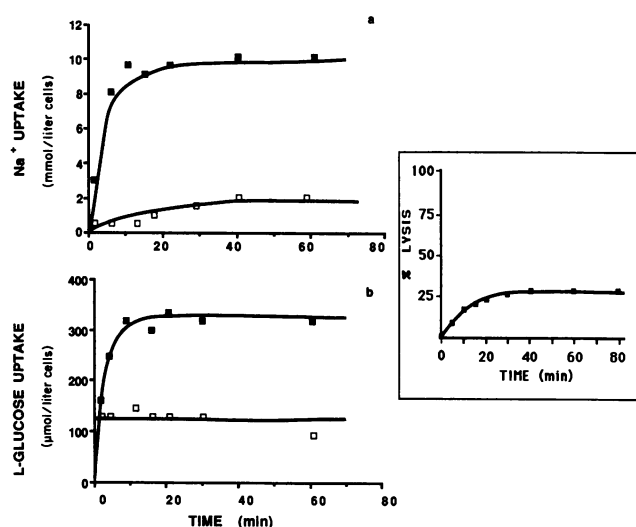 a
Na+ UPTAKE
(mmol/liter cells)
12
10
8
6
4
2
0
0 20 40 60 80
b
L-GLUCOSE UPTAKE
(μmol/liter cells)
400
300
200
100
0
0 20 40 60 80
TIME (min)
% LYSIS
100
75
50
25
0 20 40 60 80
TIME (min)